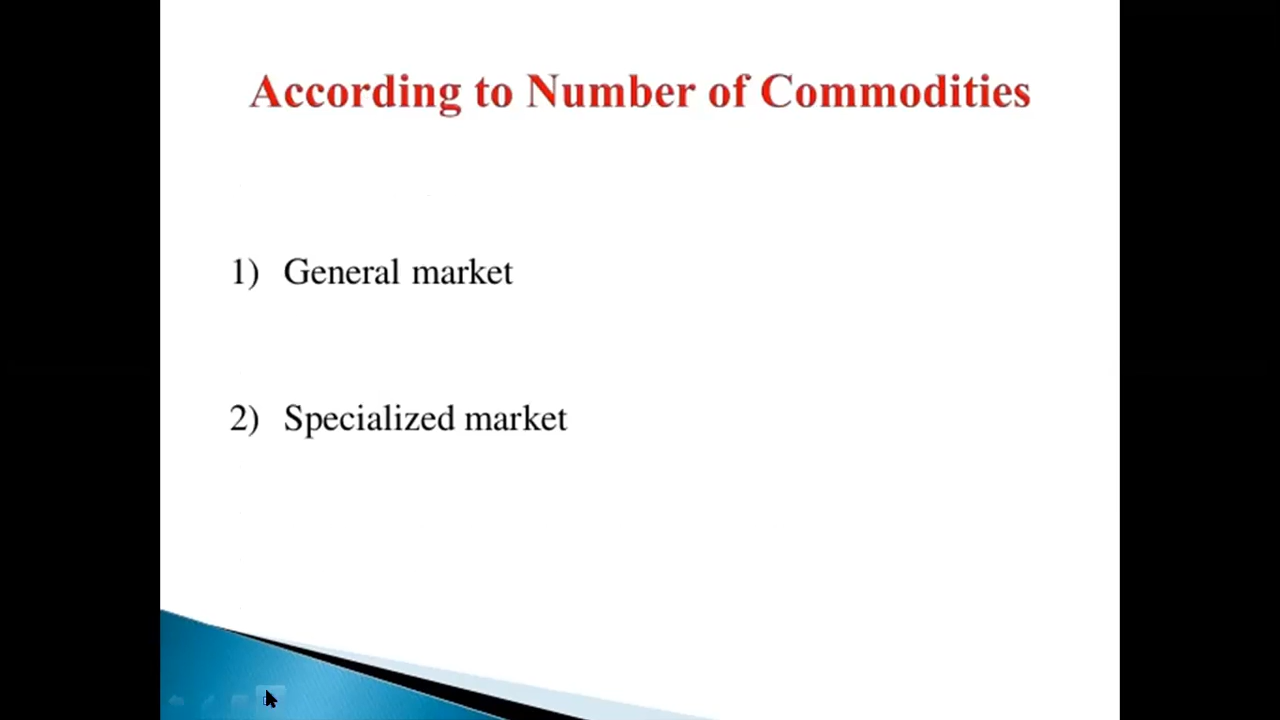 According to Number of Commodities
1) General market
2) Specialized market